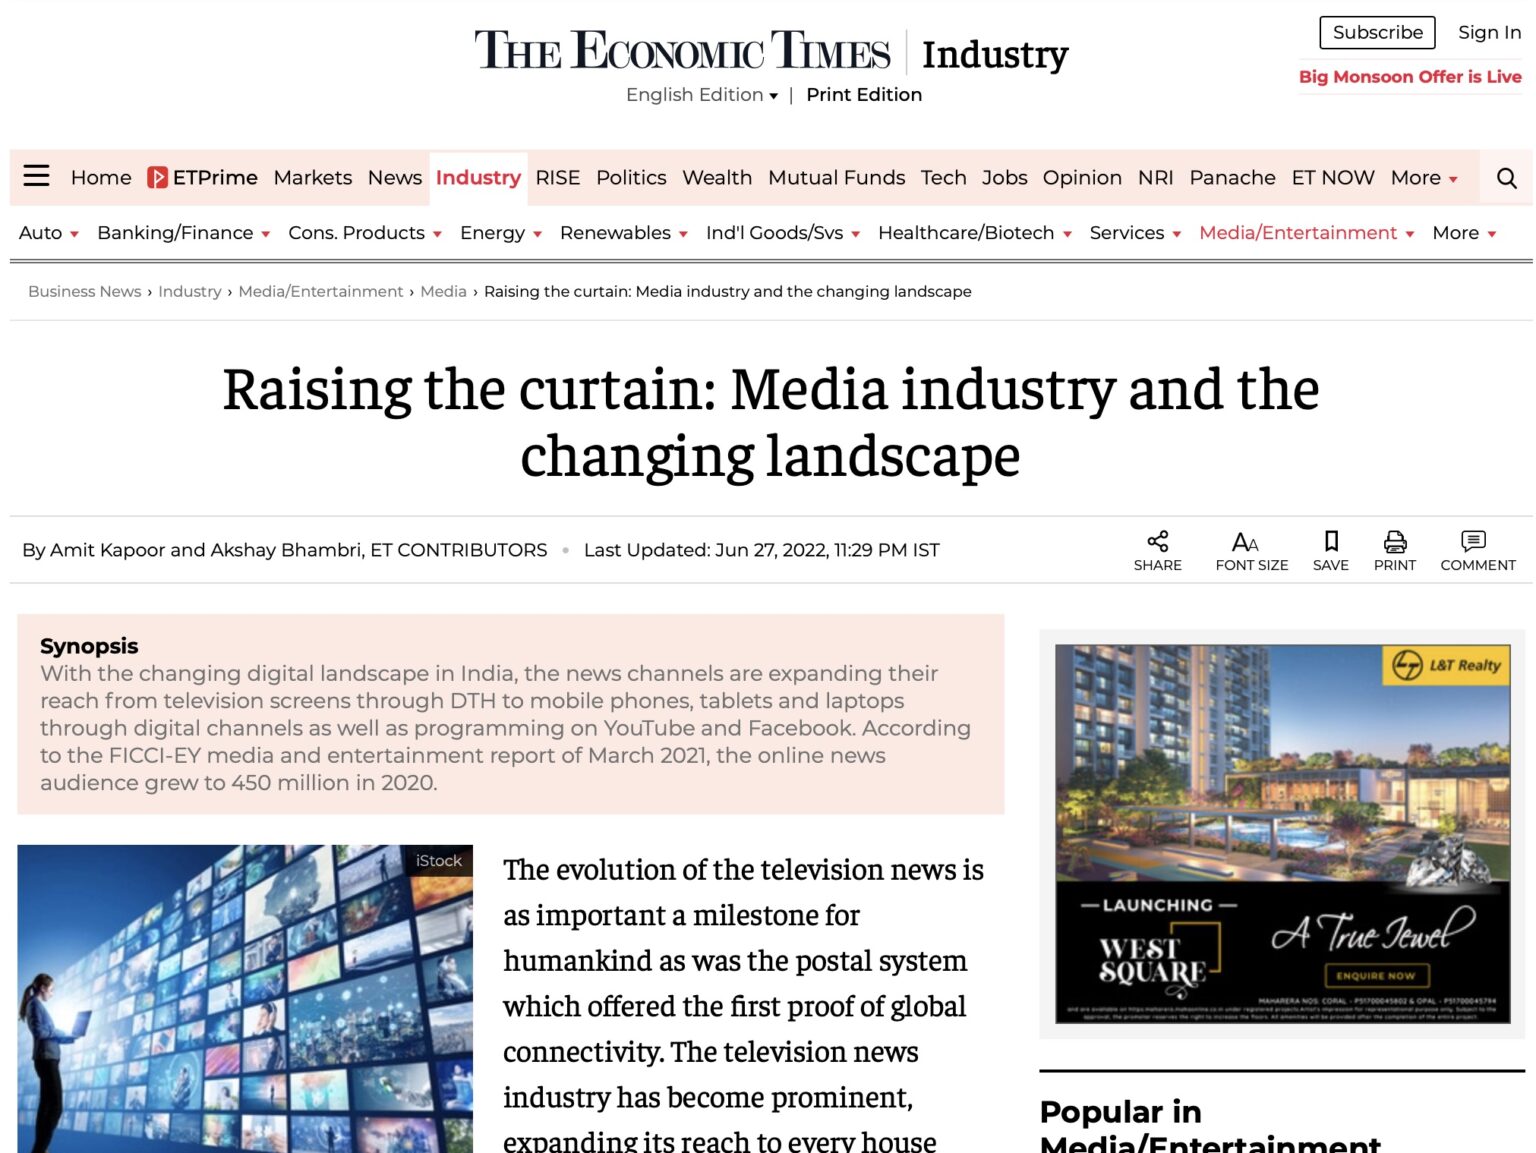 THE ECONOMIC TIMES | Industry
English Edition | Print Edition
Subscribe Sign In
Big Monsoon Offer is Live
Home ETPrime Markets News Industry RISE Politics Wealth Mutual Funds Tech Jobs Opinion NRI Panache ET NOW More
Auto Banking/Finance Cons. Products Energy Renewables Ind'l Goods/Svs Healthcare/Biotech Services Media/Entertainment More
Business News › Industry › Media/Entertainment › Media › Raising the curtain: Media industry and the changing landscape
Raising the curtain: Media industry and the
changing landscape
By Amit Kapoor and Akshay Bhambri, ET CONTRIBUTORS • Last Updated: Jun 27, 2022, 11:29 PM IST
SHARE FONT SIZE SAVE PRINT COMMENT
Synopsis
With the changing digital landscape in India, the news channels are expanding their
reach from television screens through DTH to mobile phones, tablets and laptops
through digital channels as well as programming on YouTube and Facebook. According
to the FICCI-EY media and entertainment report of March 2021, the online news
audience grew to 450 million in 2020.
iStock
The evolution of the television news is
as important a milestone for
humankind as was the postal system
which offered the first proof of global
connectivity. The television news
industry has become prominent,
expanding its reach to every house
L&T Realty
LAUNCHING
WEST
SQUARE
A True Jewel
ENQUIRE NOW
MAHARERA NOS: CORAL - P51700045802 & OPAL - P51700045794
Popular in
Media/Entertainment